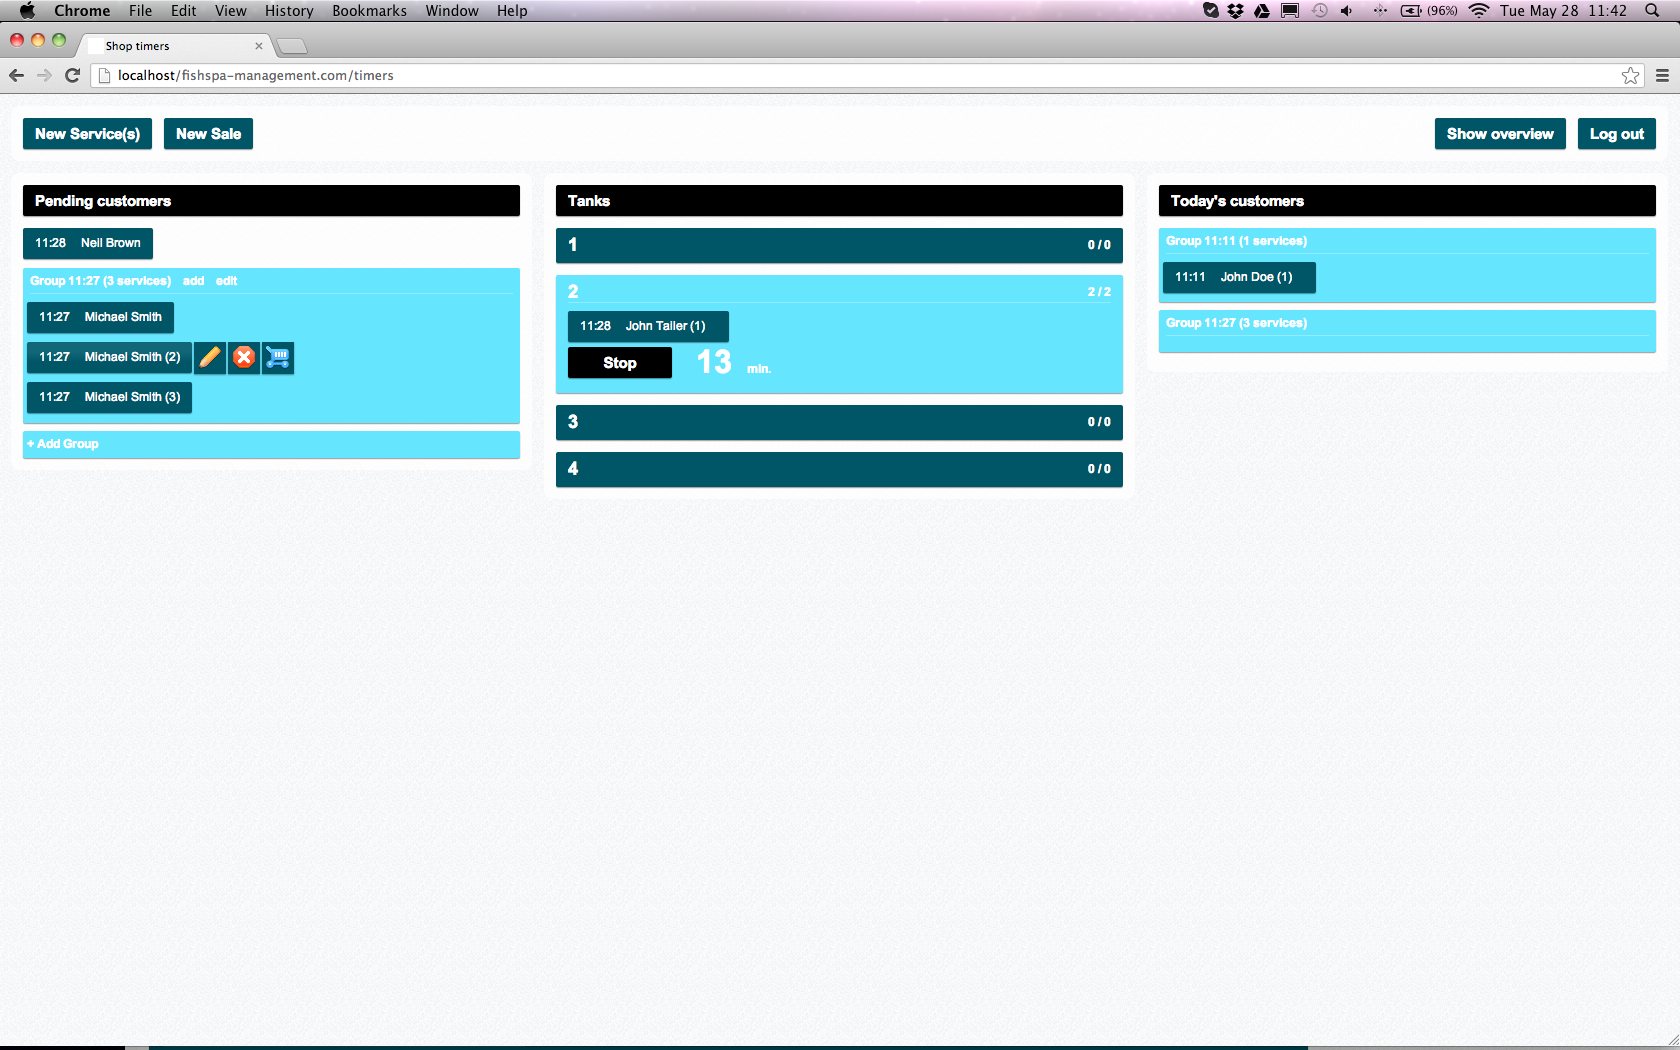 Chrome File Edit View History Bookmarks Window Help (96%) Tue May 28 11:42
Shop timers
localhost/fishspa-management.com/timers
New Service(s) New Sale Show overview Log out
Pending customers
11:28 Neil Brown
Group 11:27 (3 services) add edit
11:27 Michael Smith
11:27 Michael Smith (2)
11:27 Michael Smith (3)
+ Add Group
Tanks
1 0 / 0
2 2 / 2
11:28 John Taller (1)
Stop 13 min.
3 0 / 0
4 0 / 0
Today's customers
Group 11:11 (1 services)
11:11 John Doe (1)
Group 11:27 (3 services)